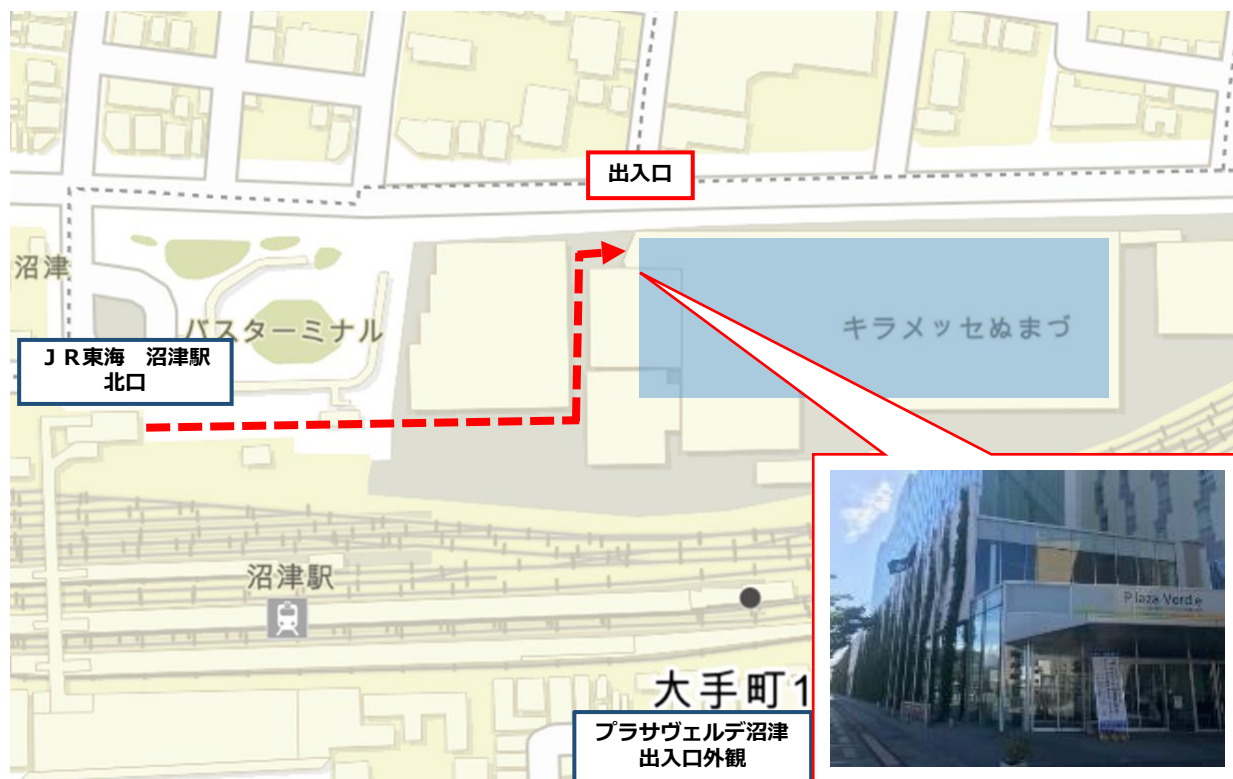 出入口
沼津
バスターミナル
キラメッセぬまづ
ＪＲ東海　沼津駅
北口
沼津駅
Plaza Verde
大手町1
プラサヴェルデ沼津
出入口外観